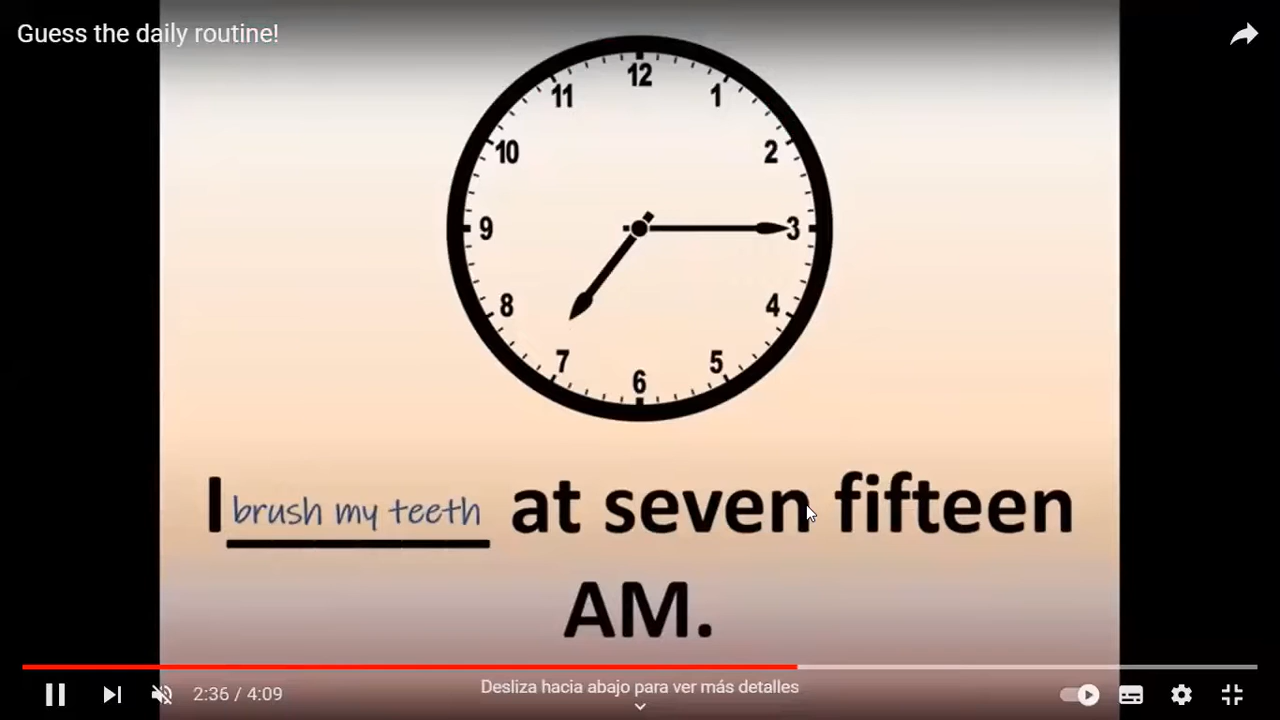 Guess the daily routine!
12
11 1
10 2
9 3
8 4
7 5
6
I brush my teeth at seven fifteen
AM.
2:36 / 4:09
Desliza hacia abajo para ver más detalles